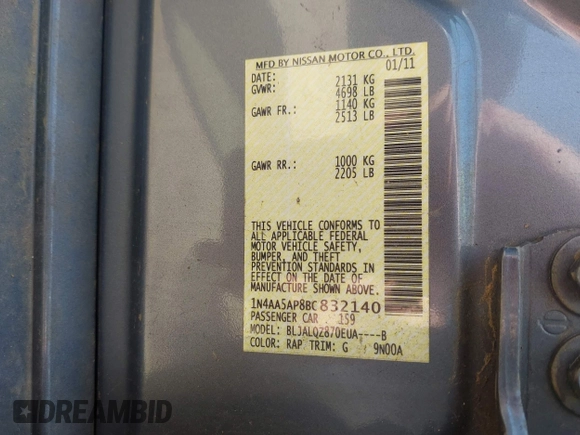 MFD BY NISSAN MOTOR CO., LTD.
DATE: 01/11
GVWR: 2131 KG
4698 LB
GAWR FR.: 1140 KG
2513 LB
GAWR RR.: 1000 KG
2205 LB
THIS VEHICLE CONFORMS TO
ALL APPLICABLE FEDERAL
MOTOR VEHICLE SAFETY,
BUMPER, AND THEFT
PREVENTION STANDARDS IN
EFFECT ON THE DATE OF
MANUFACTURE SHOWN ABOVE.
1N4AA5AP8BC832140
PASSENGER CAR 159
MODEL: BLJALQZ870EUA----B
COLOR: RAP TRIM: G 9N00A
DREAMBID